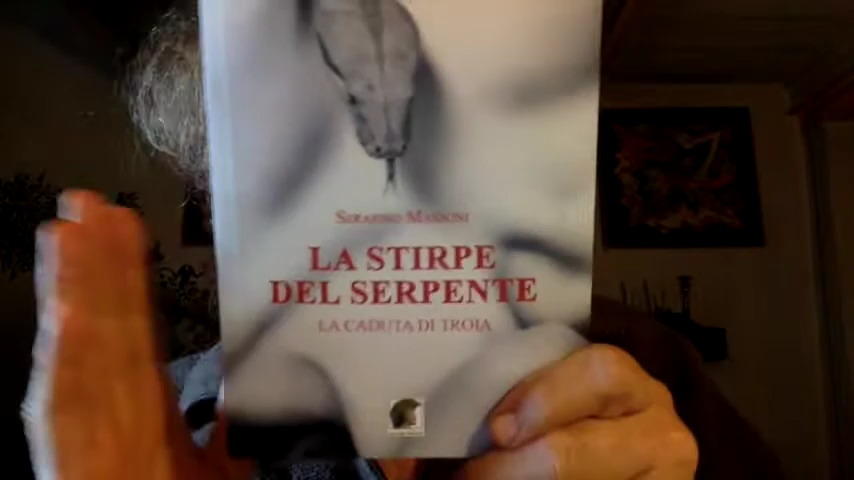 SERAFINO MASSONI
LA STIRPE
DEL SERPENTE
LA CADUTA DI TROIA